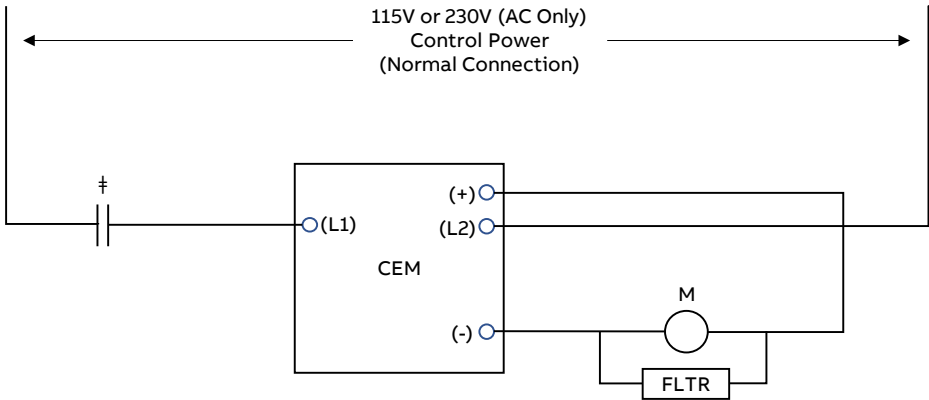 115V or 230V (AC Only)
Control Power
(Normal Connection)
‡
(+)
(L1)
(L2)
CEM
M
(-)
FLTR